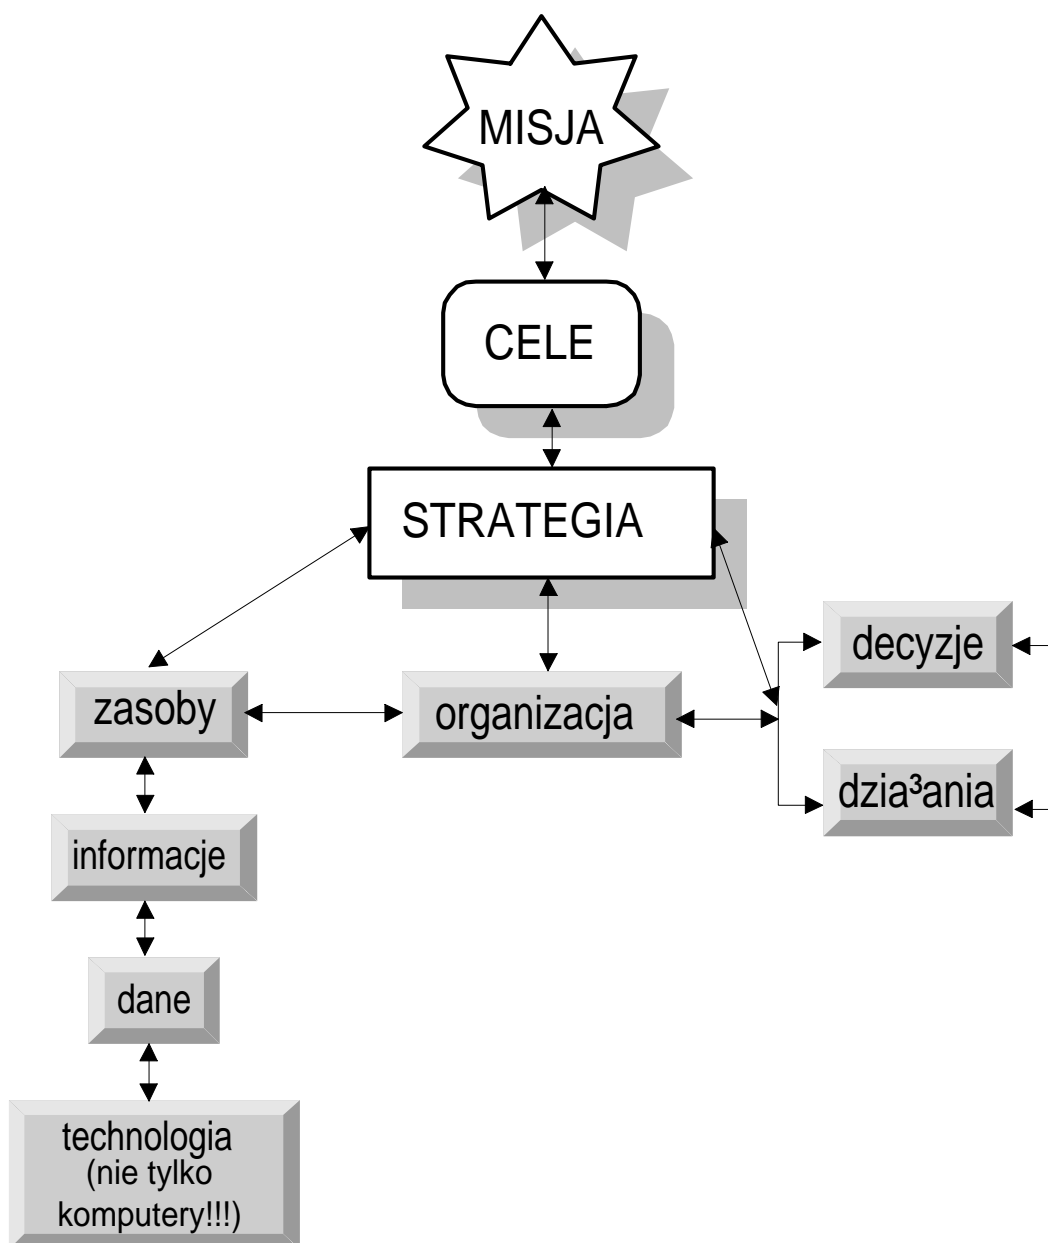 MISJA
CELE
STRATEGIA
decyzje
zasoby
organizacja
dzia³ania
informacje
dane
technologia
(nie tylko
komputery!!!)